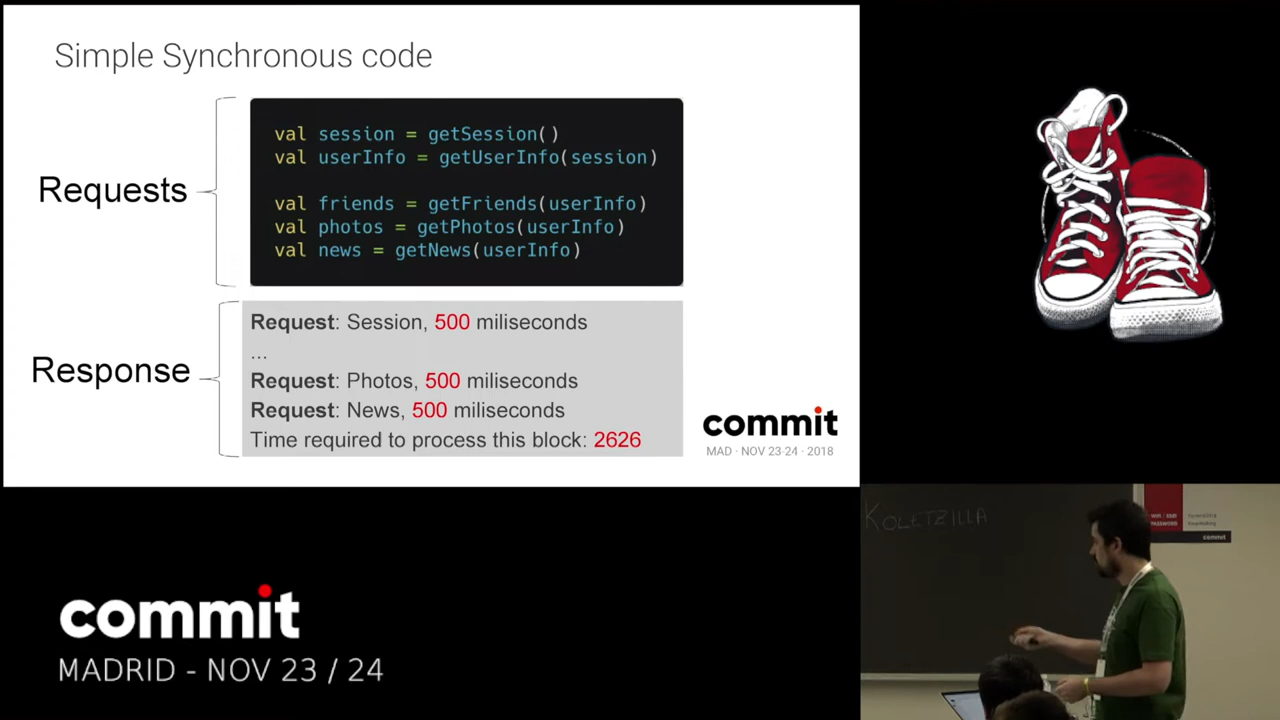 Simple Synchronous code
Requests
val session = getSession()
val userInfo = getUserInfo(session)
val friends = getFriends(userInfo)
val photos = getPhotos(userInfo)
val news = getNews(userInfo)
Response
Request: Session, 500 miliseconds
...
Request: Photos, 500 miliseconds
Request: News, 500 miliseconds
Time required to process this block: 2626
commit
MAD · NOV 23-24 · 2018
KOLETZILLA
PASSWORD
commit
commit
MADRID - NOV 23 / 24